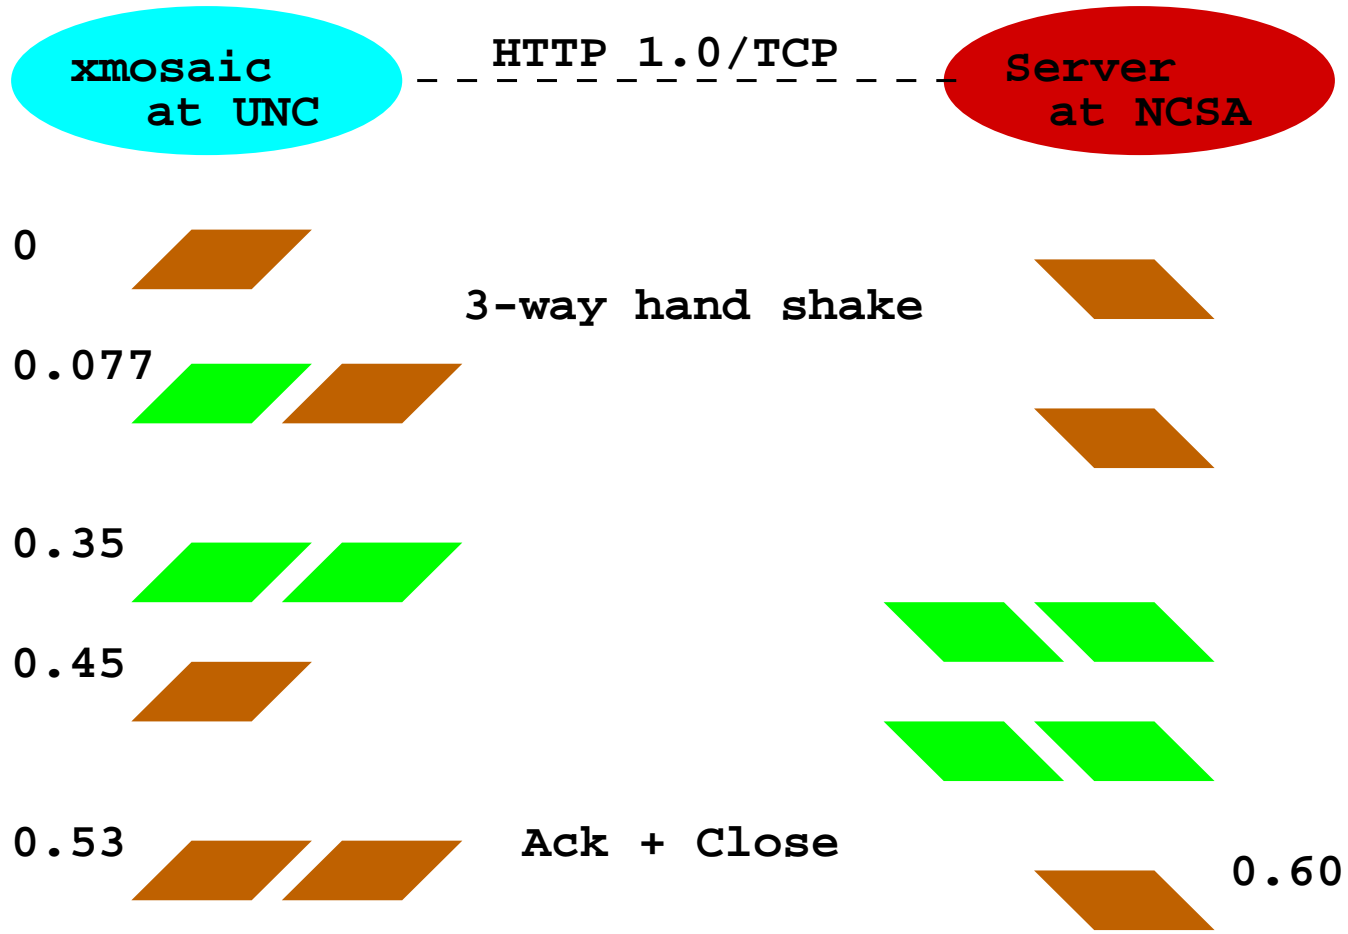 xmosaic
at UNC
HTTP 1.0/TCP
Server
at NCSA
0
3-way hand shake
0.077
0.35
0.45
0.53
Ack + Close
0.60